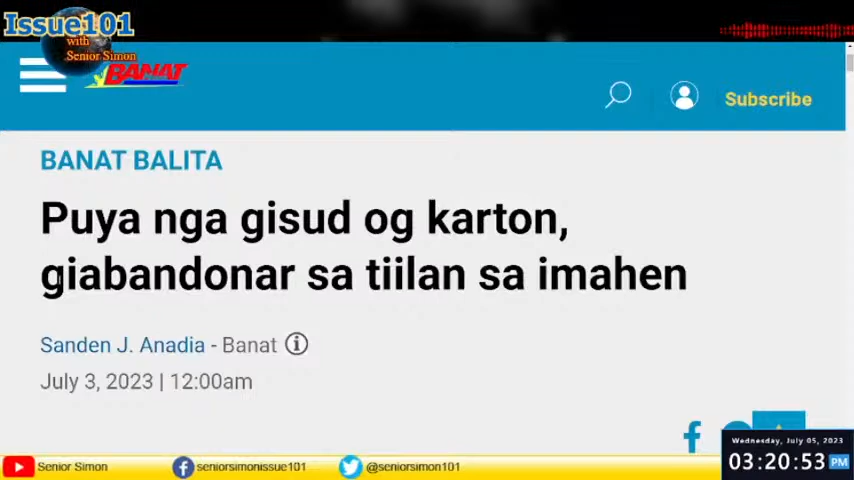 Issue101
with
Senior Simon
BANAT
Subscribe
BANAT BALITA
Puya nga gisud og karton,
giabandonar sa tiilan sa imahen
Sanden J. Anadia - Banat
July 3, 2023 | 12:00am
Wednesday, July 05, 2023
03:20:53 PM
Senior Simon
seniorsimonissue101
@seniorsimon101